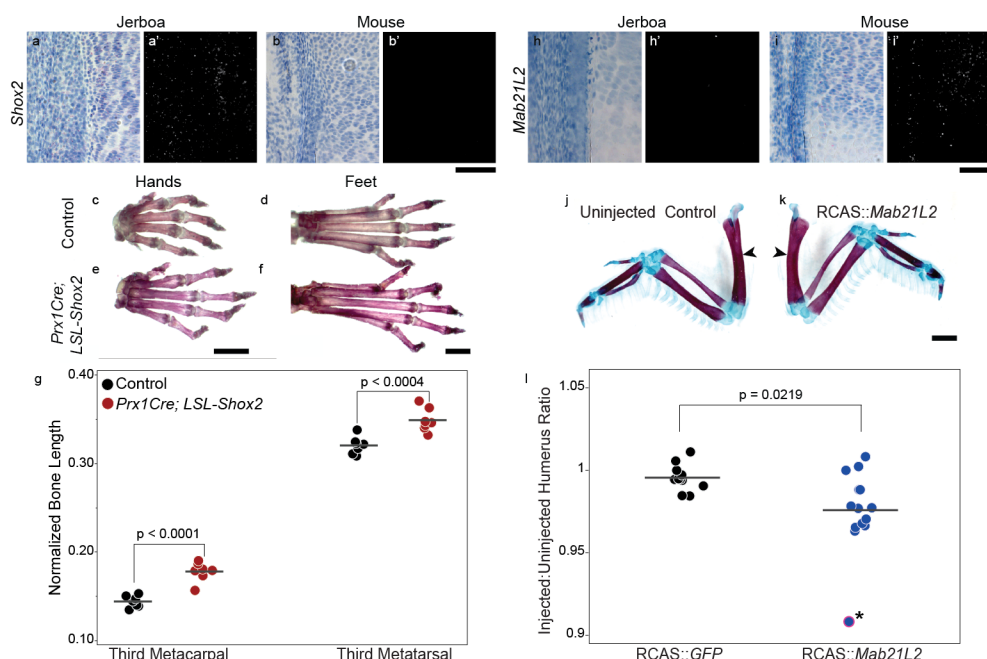 Jerboa Mouse Jerboa Mouse
a a' b b' h h' i i'
Shox2
Mab21L2
Hands Feet
c d
Control
e f
Prx1Cre;
LSL-Shox2
j k
Uninjected Control RCAS::Mab21L2
g
Control
Prx1Cre; LSL-Shox2
p < 0.0004
p < 0.0001
Normalized Bone Length
0.40
0.30
0.20
0.10
Third Metacarpal Third Metatarsal
l
p = 0.0219
Injected:Uninjected Humerus Ratio
1.05
1
0.95
0.9
*
RCAS::GFP RCAS::Mab21L2